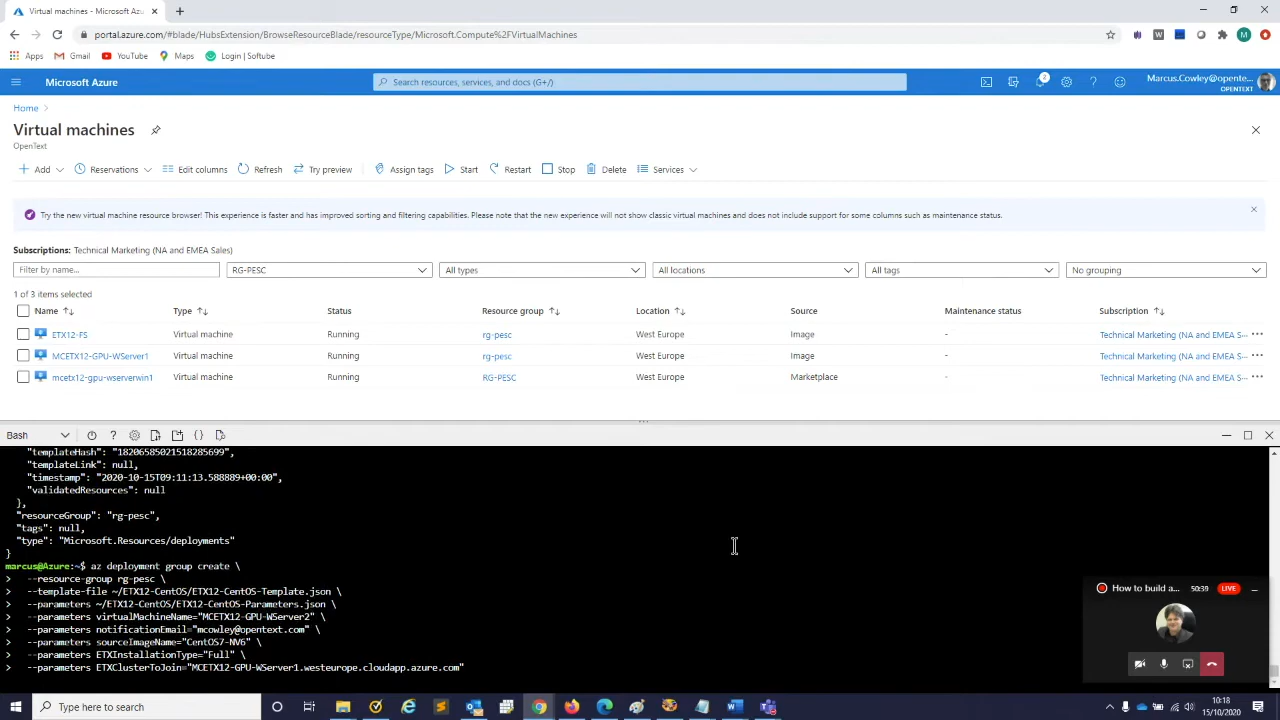 Virtual machines - Microsoft Azu
portal.azure.com/#blade/HubsExtension/BrowseResourceBlade/resourceType/Microsoft.Compute%2FVirtualMachines
Apps Gmail YouTube Maps Login | Softube
Microsoft Azure
Search resources, services, and docs (G+/)
2
Marcus.Cowley@opente...
OPENTEXT
Home
Virtual machines
OpenText
Add Reservations Edit columns Refresh Try preview Assign tags Start Restart Stop Delete Services
Try the new virtual machine resource browser! This experience is faster and has improved sorting and filtering capabilities. Please note that the new experience will not show classic virtual machines and does not include support for some columns such as maintenance status.
Subscriptions: Technical Marketing (NA and EMEA Sales)
Filter by name... RG-PESC All types All locations All tags No grouping
1 of 3 items selected
Name Type Status Resource group Location Source Maintenance status Subscription
ETX12-FS Virtual machine Running rg-pesc West Europe Image - Technical Marketing (NA and EMEA S...
MCETX12-GPU-WServer1 Virtual machine Running rg-pesc West Europe Image - Technical Marketing (NA and EMEA S...
mcetx12-gpu-wserverwin1 Virtual machine Running RG-PESC West Europe Marketplace - Technical Marketing (NA and EMEA S...
Bash
"templateHash": "18206585021518285699",
"templateLink": null,
"timestamp": "2020-10-15T09:11:13.588889+00:00",
"validatedResources": null
},
"resourceGroup": "rg-pesc",
"tags": null,
"type": "Microsoft.Resources/deployments"
}
marcus@Azure:~$ az deployment group create \
> --resource-group rg-pesc \
> --template-file ~/ETX12-CentOS/ETX12-CentOS-Template.json \
> --parameters ~/ETX12-CentOS/ETX12-CentOS-Parameters.json \
> --parameters virtualMachineName="MCETX12-GPU-WServer2" \
> --parameters notificationEmail="mcowley@opentext.com" \
> --parameters sourceImageName="CentOS7-NV6" \
> --parameters ETXInstallationType="Full" \
> --parameters ETXClusterToJoin="MCETX12-GPU-WServer1.westeurope.cloudapp.azure.com"
How to build a... 50:39 LIVE
Type here to search
10:18
15/10/2020